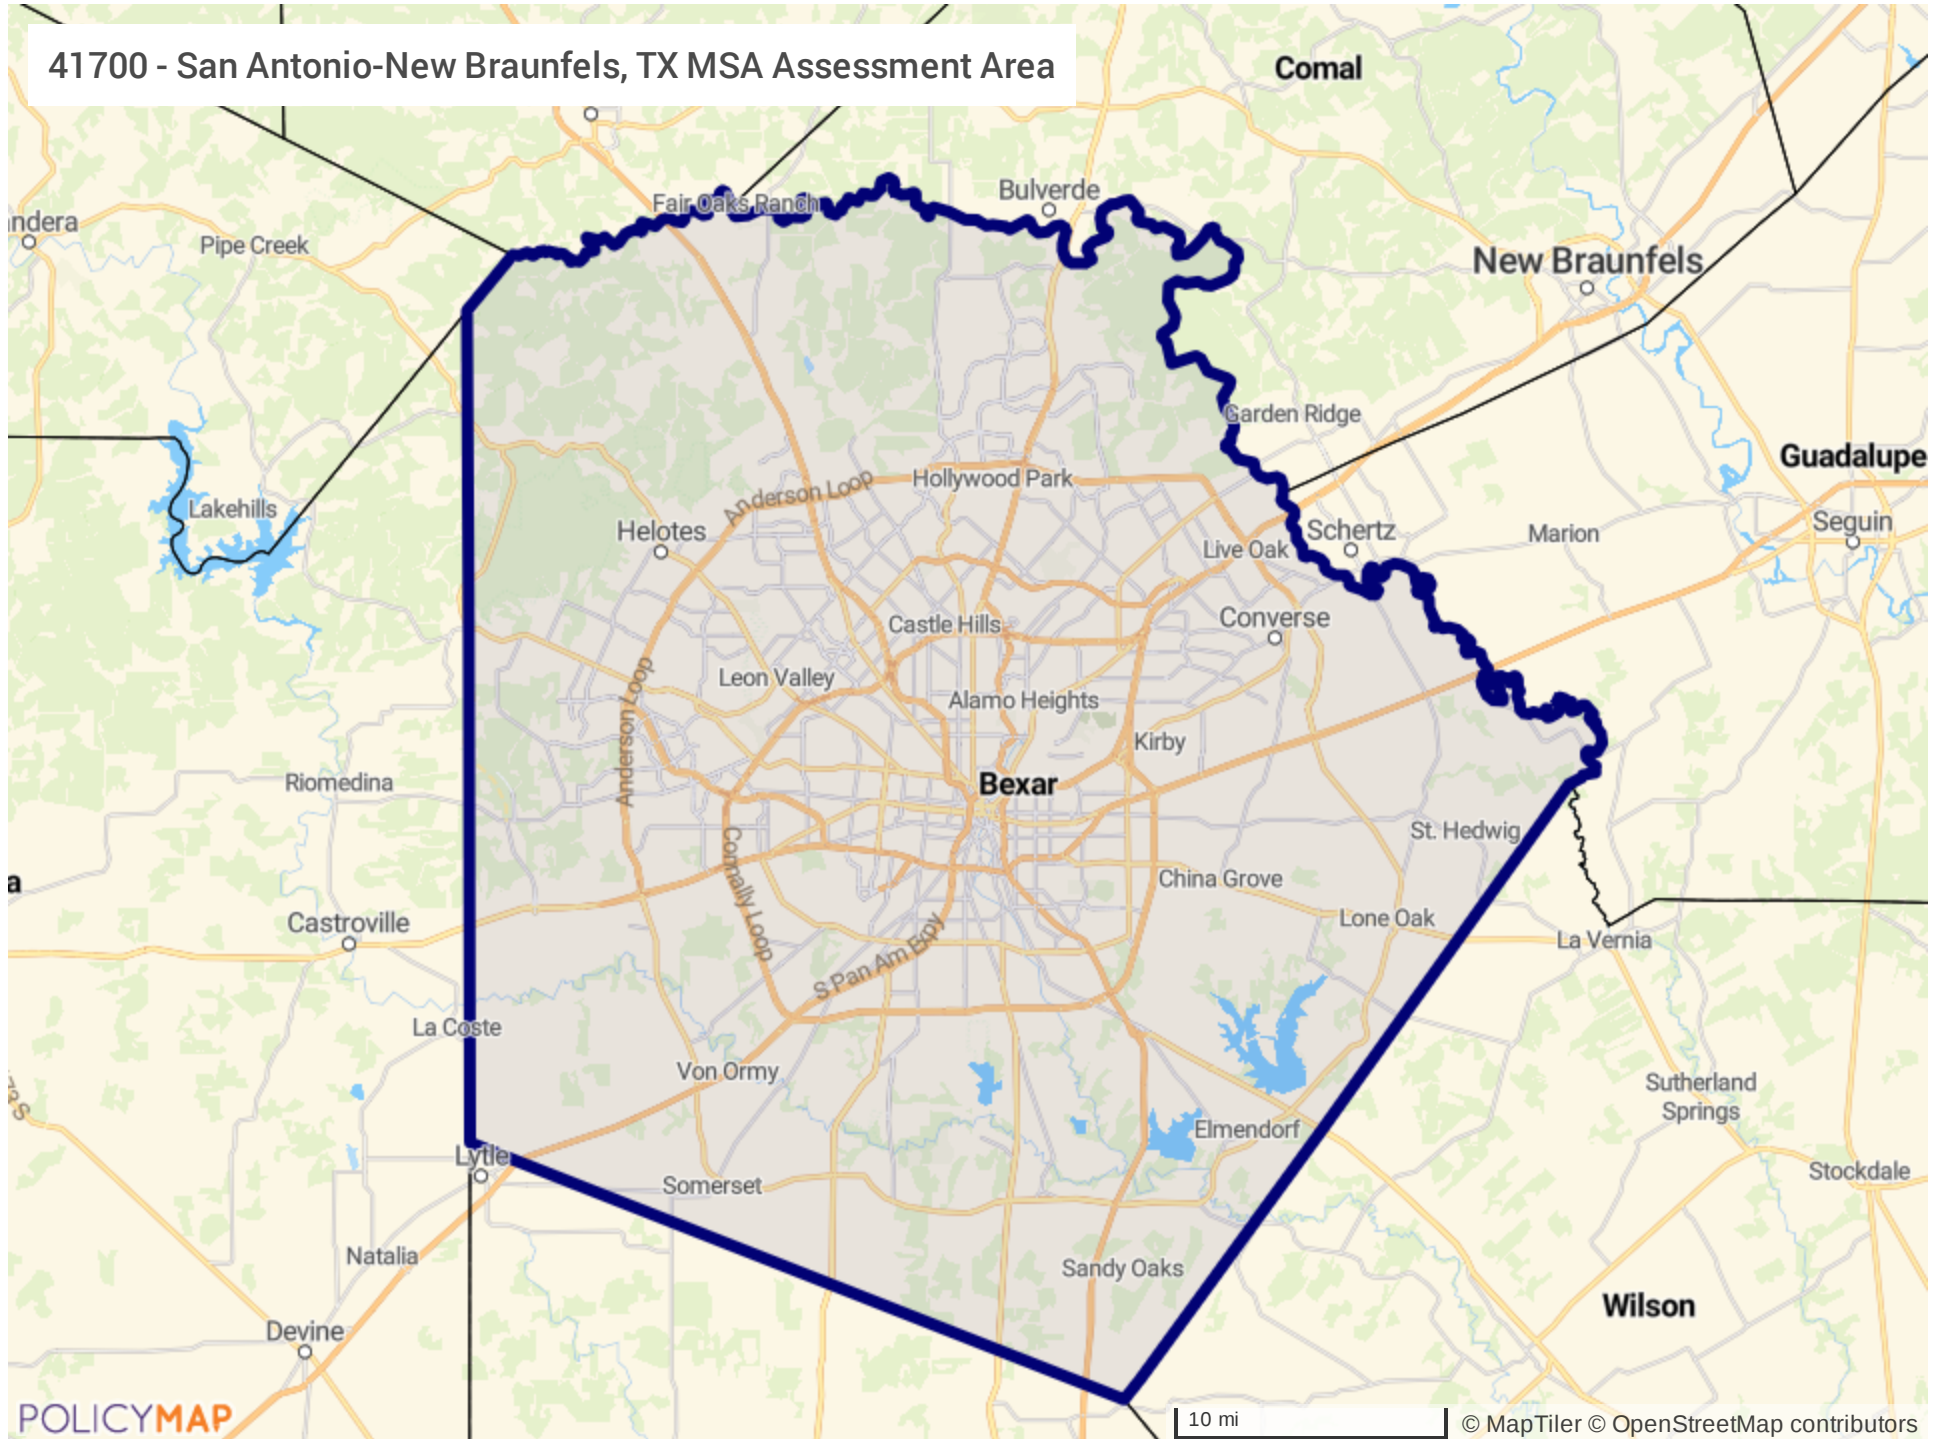 41700 - San Antonio-New Braunfels, TX MSA Assessment Area
Comal
Fair Oaks Ranch
Bulverde
andera
Pipe Creek
New Braunfels
Garden Ridge
Guadalupe
Hollywood Park
Anderson Loop
Lakehills
Helotes
Schertz
Marion
Seguin
Live Oak
Castle Hills
Converse
Leon Valley
Anderson Loop
Alamo Heights
Kirby
Riomedina
Bexar
St. Hedwig
a
Connally Loop
China Grove
Castroville
Lone Oak
La Vernia
S Pan Am Expy
La Coste
Von Ormy
Sutherland
Springs
Elmendorf
Lytle
Somerset
Stockdale
Natalia
Sandy Oaks
Wilson
Devine
POLICYMAP
10 mi
© MapTiler © OpenStreetMap contributors